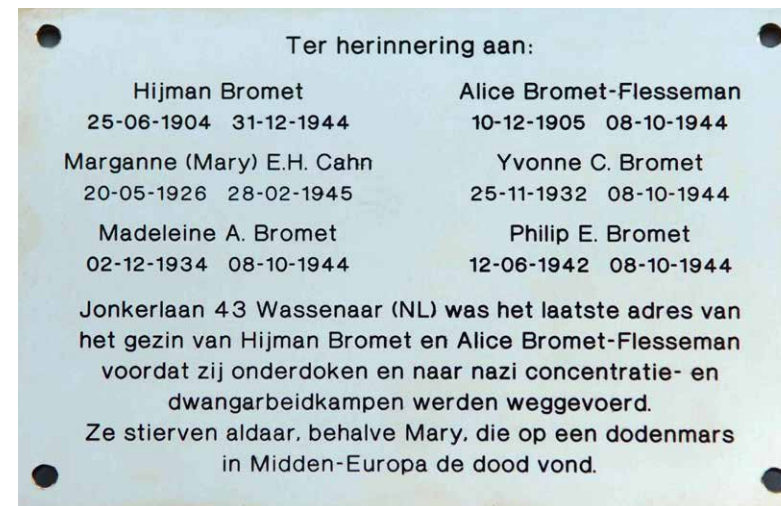 Ter herinnering aan:
Hijman Bromet
25-06-1904 31-12-1944
Alice Bromet-Flesseman
10-12-1905 08-10-1944
Marganne (Mary) E.H. Cahn
20-05-1926 28-02-1945
Yvonne C. Bromet
25-11-1932 08-10-1944
Madeleine A. Bromet
02-12-1934 08-10-1944
Philip E. Bromet
12-06-1942 08-10-1944
Jonkerlaan 43 Wassenaar (NL) was het laatste adres van
het gezin van Hijman Bromet en Alice Bromet-Flesseman
voordat zij onderdoken en naar nazi concentratie- en
dwangarbeidkampen werden weggevoerd.
Ze stierven aldaar, behalve Mary, die op een dodenmars
in Midden-Europa de dood vond.